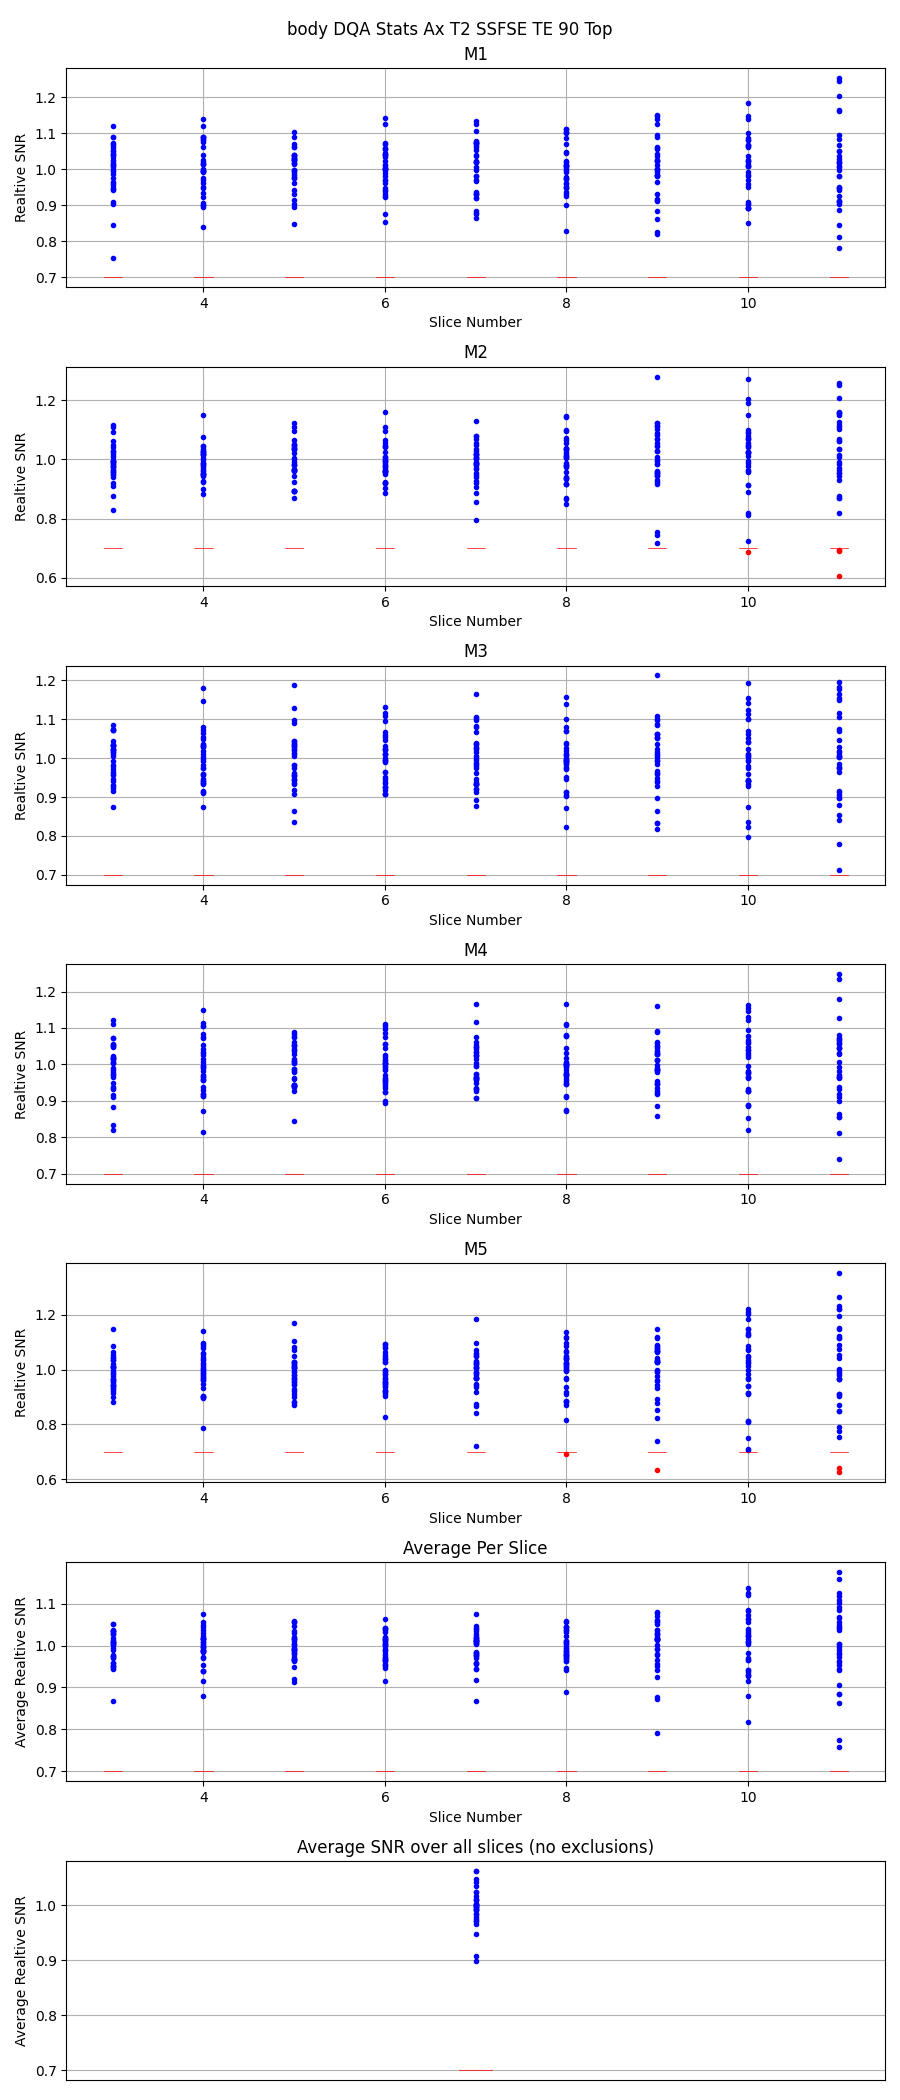 body DQA Stats Ax T2 SSFSE TE 90 Top
M1
1.2
1.1
1.0
0.9
0.8
0.7
Realtive SNR
4 6 8 10
Slice Number
M2
1.2
1.0
0.8
0.6
Realtive SNR
4 6 8 10
Slice Number
M3
1.2
1.1
1.0
0.9
0.8
0.7
Realtive SNR
4 6 8 10
Slice Number
M4
1.2
1.1
1.0
0.9
0.8
0.7
Realtive SNR
4 6 8 10
Slice Number
M5
1.2
1.0
0.8
0.6
Realtive SNR
4 6 8 10
Slice Number
Average Per Slice
1.1
1.0
0.9
0.8
0.7
Average Realtive SNR
4 6 8 10
Slice Number
Average SNR over all slices (no exclusions)
1.0
0.9
0.8
0.7
Average Realtive SNR